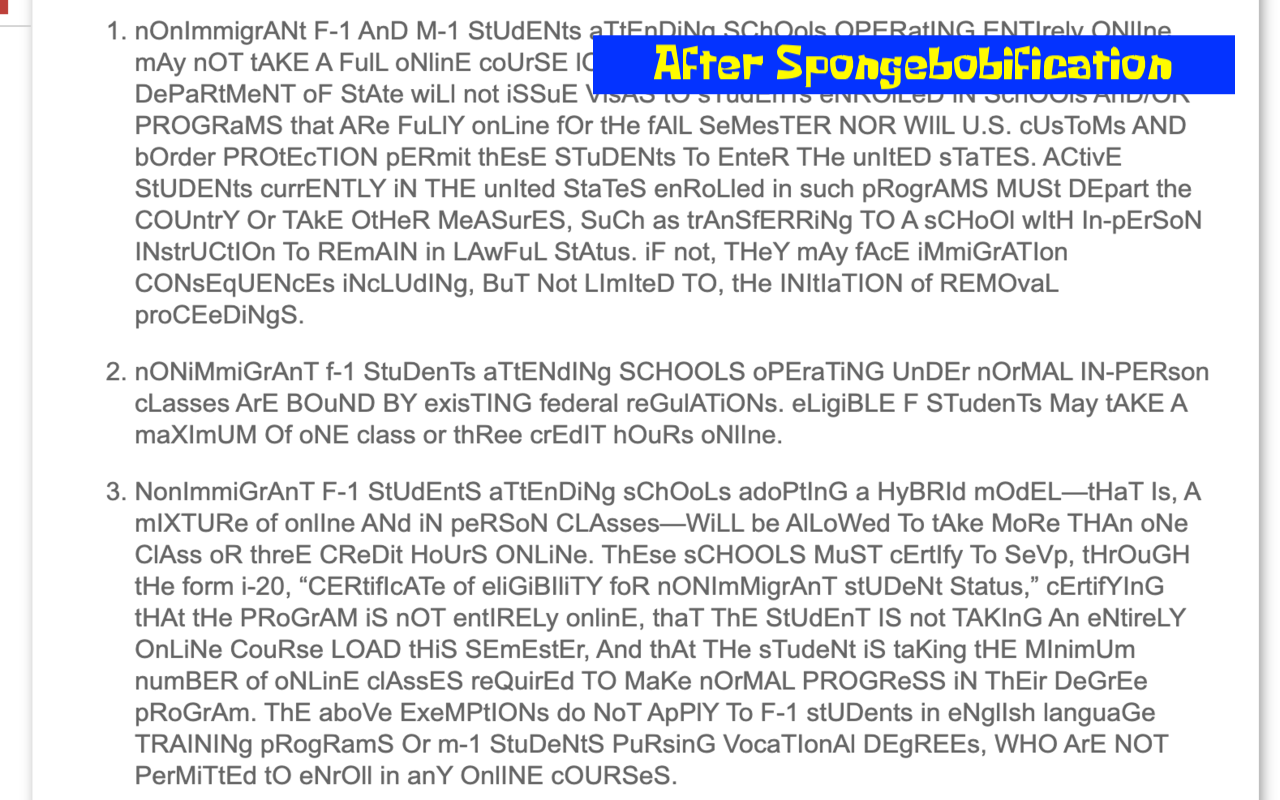 After Spongebobification
1. nOnImmigrANt F-1 AnD M-1 StUdENts aTtEnDiNg SChOols OPERatING ENTIrely ONlIne
mAy nOT tAKE A FulL oNlinE coUrSE
DePaRtMeNT oF StAte wiLl not iSSuE
PROGRaMS that ARe FuLlY onLine fOr tHe fAlL SeMesTER NOR WIlL U.S. cUsToMs AND
bOrder PROtEcTION pERmit thEsE STuDENts To EnteR THe unItED sTaTES. ACtivE
StUDENts currENTLY iN THE unIted StaTeS enRoLled in such pRogrAMS MUSt DEpart the
COUntrY Or TAkE OtHeR MeASurES, SuCh as trAnSfERRiNg TO A sCHoOl wItH In-pErSoN
INstrUCtIOn To REmAIN in LAwFuL StAtus. iF not, THeY mAy fAcE iMmiGrATIon
CONsEqUENcEs iNcLUdINg, BuT Not LImIteD TO, tHe INItIaTION of REMOvaL
proCEeDiNgS.
2. nONiMmiGrAnT f-1 StuDenTs aTtENdINg SCHOOLS oPEraTiNG UnDEr nOrMAL IN-PERson
cLasses ArE BOuND BY exisTING federal reGulATiONs. eLigiBLE F STudenTs May tAKE A
maXImUM Of oNE class or thRee crEdIT hOuRs oNlIne.
3. NonImmiGrAnT F-1 StUdEntS aTtEnDiNg sChOoLs adoPtInG a HyBRId mOdEL—tHaT Is, A
mIXTURe of onlIne ANd iN peRSoN CLAsses—WiLL be AlLoWed To tAke MoRe THAn oNe
ClAss oR threE CReDit HoUrS ONLiNe. ThEse sCHOOLS MuST cErtIfy To SeVp, tHrOuGH
tHe form i-20, “CERtifIcATe of eliGiBIliTY foR nONImMigrAnT stUDeNt Status,” cErtifYInG
tHAt tHe PRoGrAM iS nOT entIRELy onlinE, thaT ThE StUdEnT IS not TAKInG An eNtireLY
OnLiNe CouRse LOAD tHiS SEmEstEr, And thAt THe sTudeNt iS taKing tHE MInimUm
numBER of oNLinE clAssES reQuirEd TO MaKe nOrMAL PROGReSS iN ThEir DeGrEe
pRoGrAm. ThE aboVe ExeMPtIONs do NoT ApPlY To F-1 stUDents in eNglIsh languaGe
TRAININg pRogRamS Or m-1 StuDeNtS PuRsinG VocaTIonAl DEgREEs, WHO ArE NOT
PerMiTtEd tO eNrOll in anY OnlINE cOURSeS.